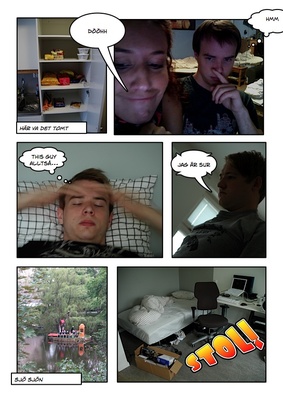 DÖÖHH
HMM
HÄR VA DET TOMT
THIS GUY
ALLTSÅ...
JAG ÄR SUR
SJÖ SJÖN
STOL!